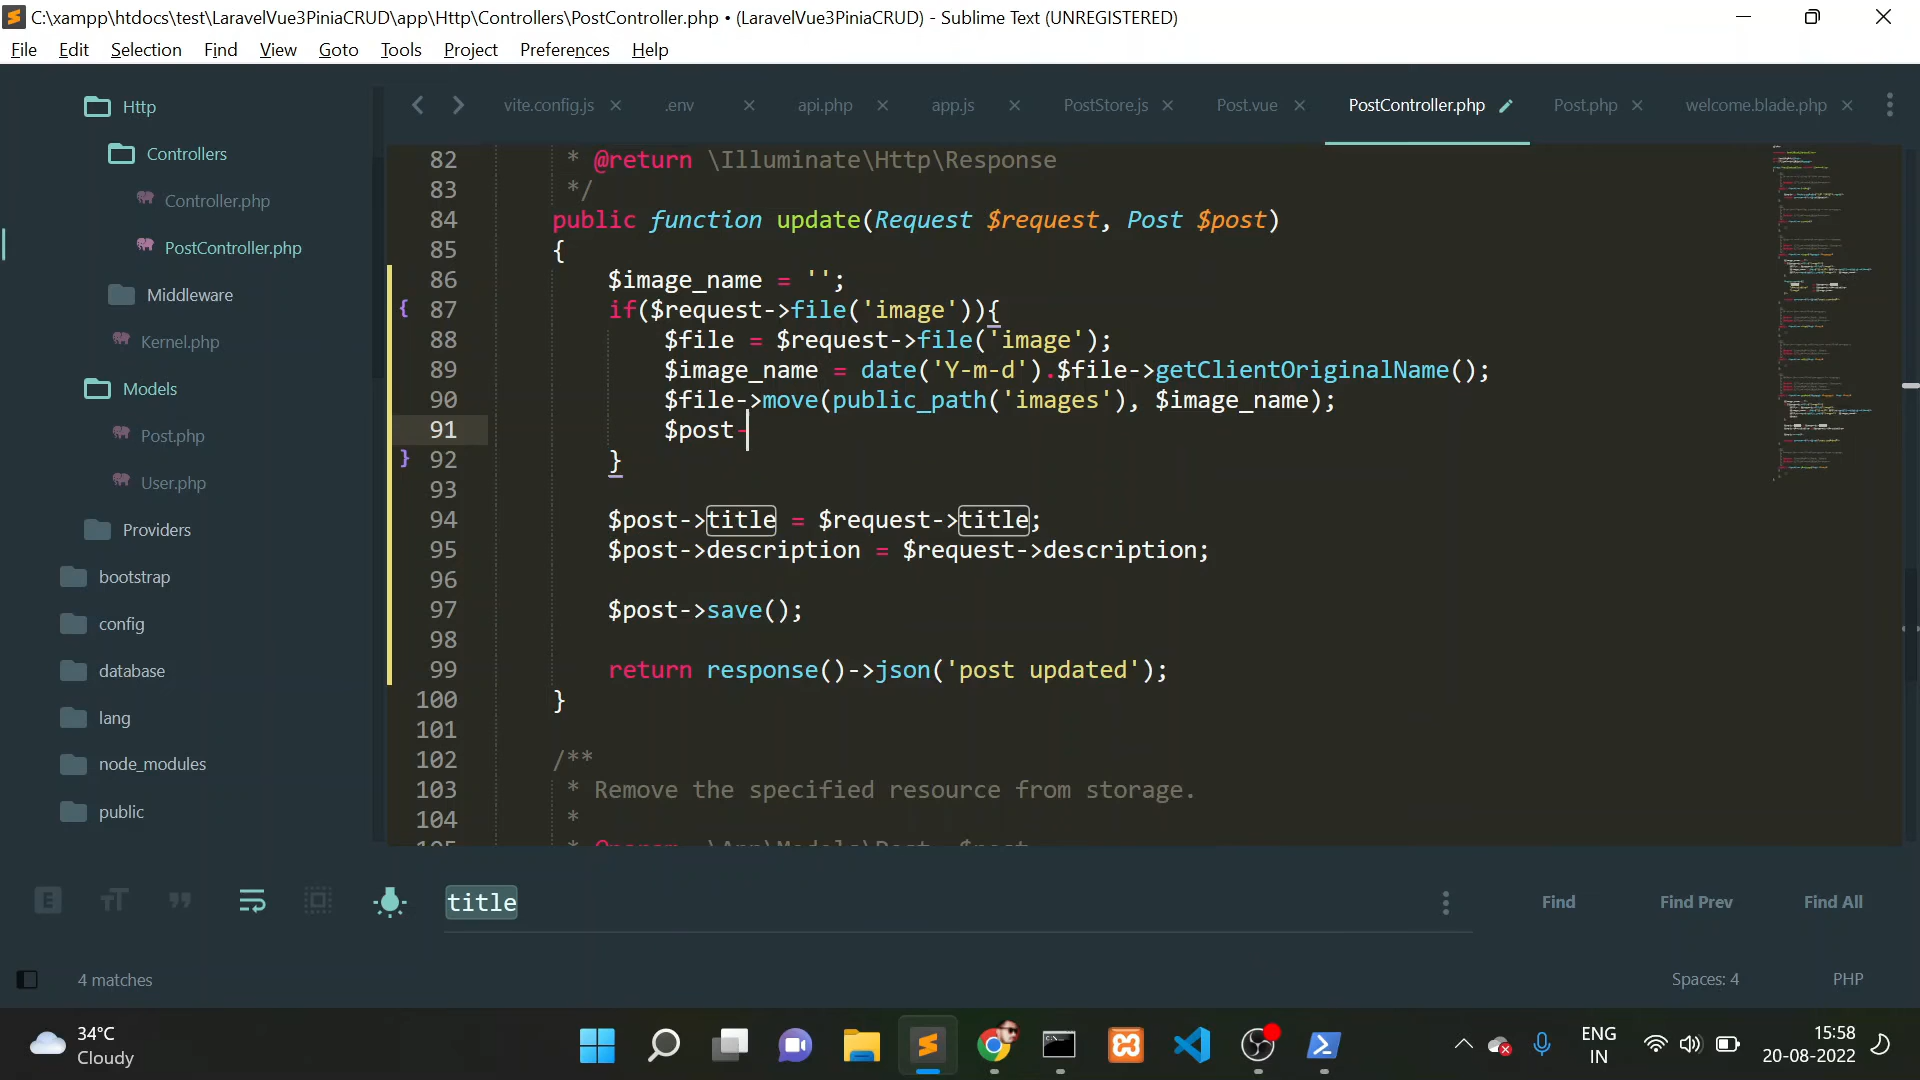 C:\xampp\htdocs\test\LaravelVue3PiniaCRUD\app\Http\Controllers\PostController.php • (LaravelVue3PiniaCRUD) - Sublime Text (UNREGISTERED)
File Edit Selection Find View Goto Tools Project Preferences Help
Http
Controllers
Controller.php
PostController.php
Middleware
Kernel.php
Models
Post.php
User.php
Providers
bootstrap
config
database
lang
node_modules
public
vite.config.js .env api.php app.js PostStore.js Post.vue PostController.php Post.php welcome.blade.php
82 * @return \Illuminate\Http\Response
83 */
84 public function update(Request $request, Post $post)
85 {
86 $image_name = '';
87 if($request->file('image')){
88 $file = $request->file('image');
89 $image_name = date('Y-m-d').$file->getClientOriginalName();
90 $file->move(public_path('images'), $image_name);
91 $post-
92 }
93
94 $post->title = $request->title;
95 $post->description = $request->description;
96
97 $post->save();
98
99 return response()->json('post updated');
100 }
101
102 /**
103 * Remove the specified resource from storage.
104 *
title
Find Find Prev Find All
4 matches
Spaces: 4 PHP
34°C
Cloudy
ENG
IN
15:58
20-08-2022